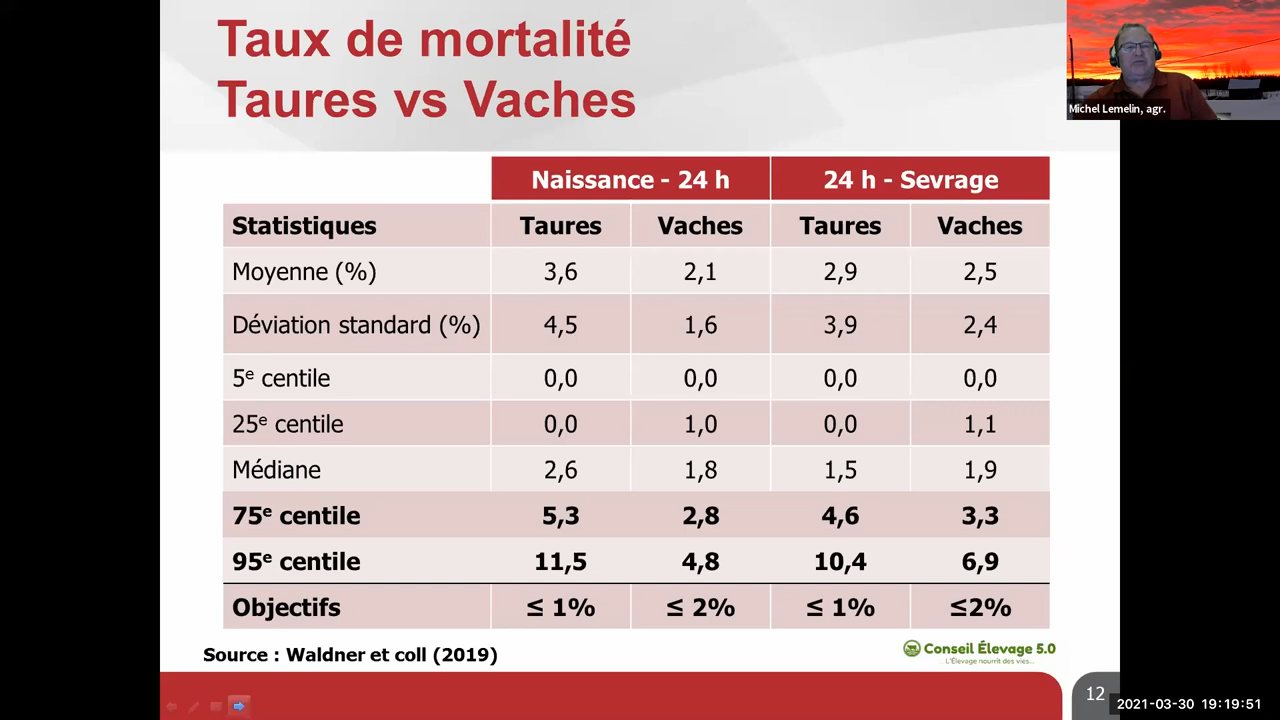 Taux de mortalité
Taures vs Vaches
Michel Lemelin, agr.
Naissance - 24 h 24 h - Sevrage
Statistiques Taures Vaches Taures Vaches
Moyenne (%) 3,6 2,1 2,9 2,5
Déviation standard (%) 4,5 1,6 3,9 2,4
5e centile 0,0 0,0 0,0 0,0
25e centile 0,0 1,0 0,0 1,1
Médiane 2,6 1,8 1,5 1,9
75e centile 5,3 2,8 4,6 3,3
95e centile 11,5 4,8 10,4 6,9
Objectifs ≤ 1% ≤ 2% ≤ 1% ≤2%
Source : Waldner et coll (2019)
Conseil Élevage 5.0
L'Élevage nourrit des vies...
12
2021-03-30 19:19:51